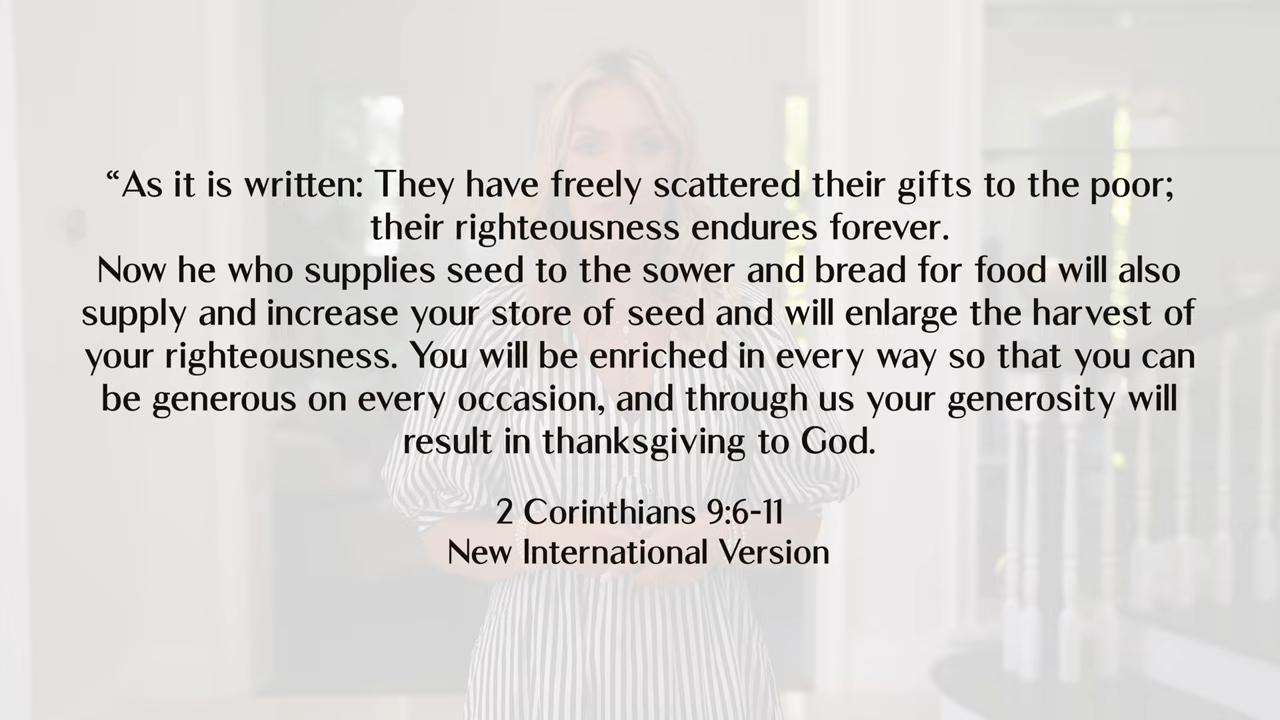 “As it is written: They have freely scattered their gifts to the poor;
their righteousness endures forever.
Now he who supplies seed to the sower and bread for food will also
supply and increase your store of seed and will enlarge the harvest of
your righteousness. You will be enriched in every way so that you can
be generous on every occasion, and through us your generosity will
result in thanksgiving to God.
2 Corinthians 9:6-11
New International Version